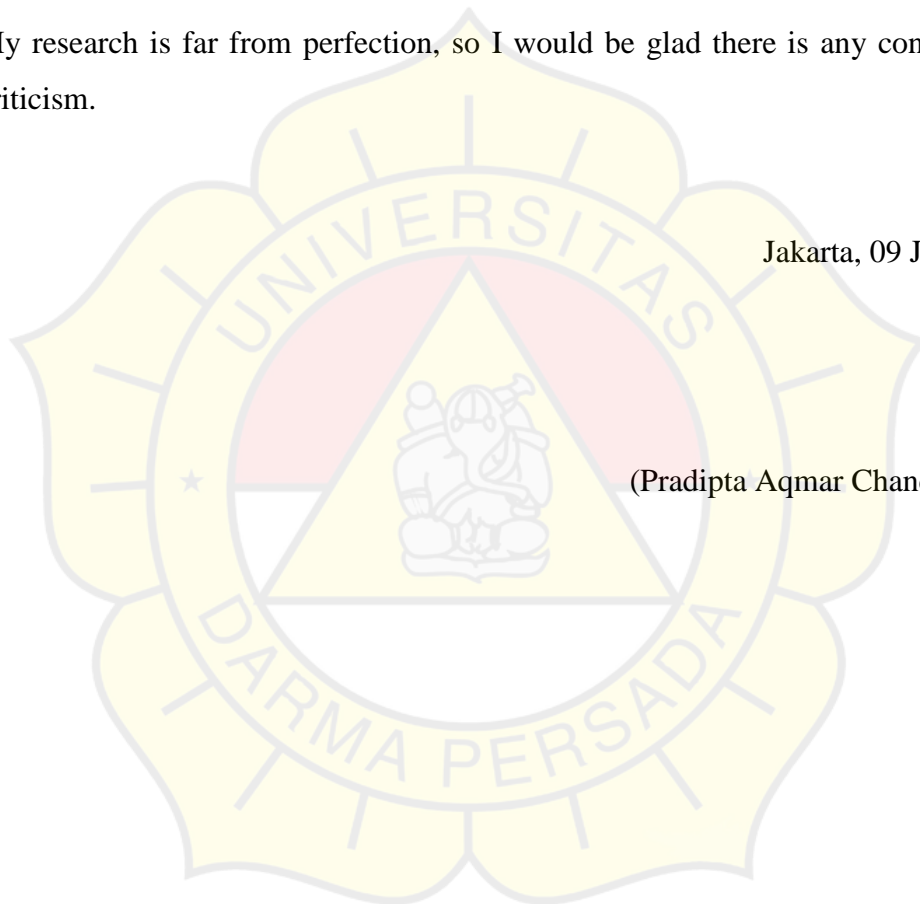 My research is far from perfection, so I would be glad there is any con
riticism.
UNIVERSITAS
Jakarta, 09 J
(Pradipta Aqmar Chan
DARMA PERSADA